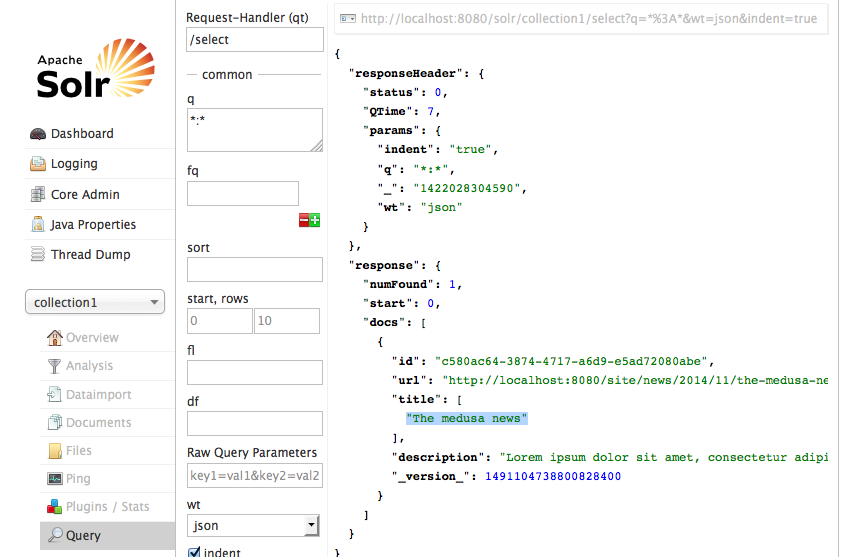 Apache
Solr
Dashboard
Logging
Core Admin
Java Properties
Thread Dump
collection1
Overview
Analysis
Dataimport
Documents
Files
Ping
Plugins / Stats
Query
Request-Handler (qt)
/select
common
q
*:*
fq
sort
start, rows
0
10
fl
df
Raw Query Parameters
key1=val1&key2=val2
wt
json
indent
http://localhost:8080/solr/collection1/select?q=*%3A*&wt=json&indent=true
{
"responseHeader": {
"status": 0,
"QTime": 7,
"params": {
"indent": "true",
"q": "*:*",
"_": "1422028304590",
"wt": "json"
}
},
"response": {
"numFound": 1,
"start": 0,
"docs": [
{
"id": "c580ac64-3874-4717-a6d9-e5ad72080abe",
"url": "http://localhost:8080/site/news/2014/11/the-medusa-ne
"title": [
"The medusa news"
],
"description": "Lorem ipsum dolor sit amet, consectetur adipi
"_version_": 1491104738800828400
}
]
}
}